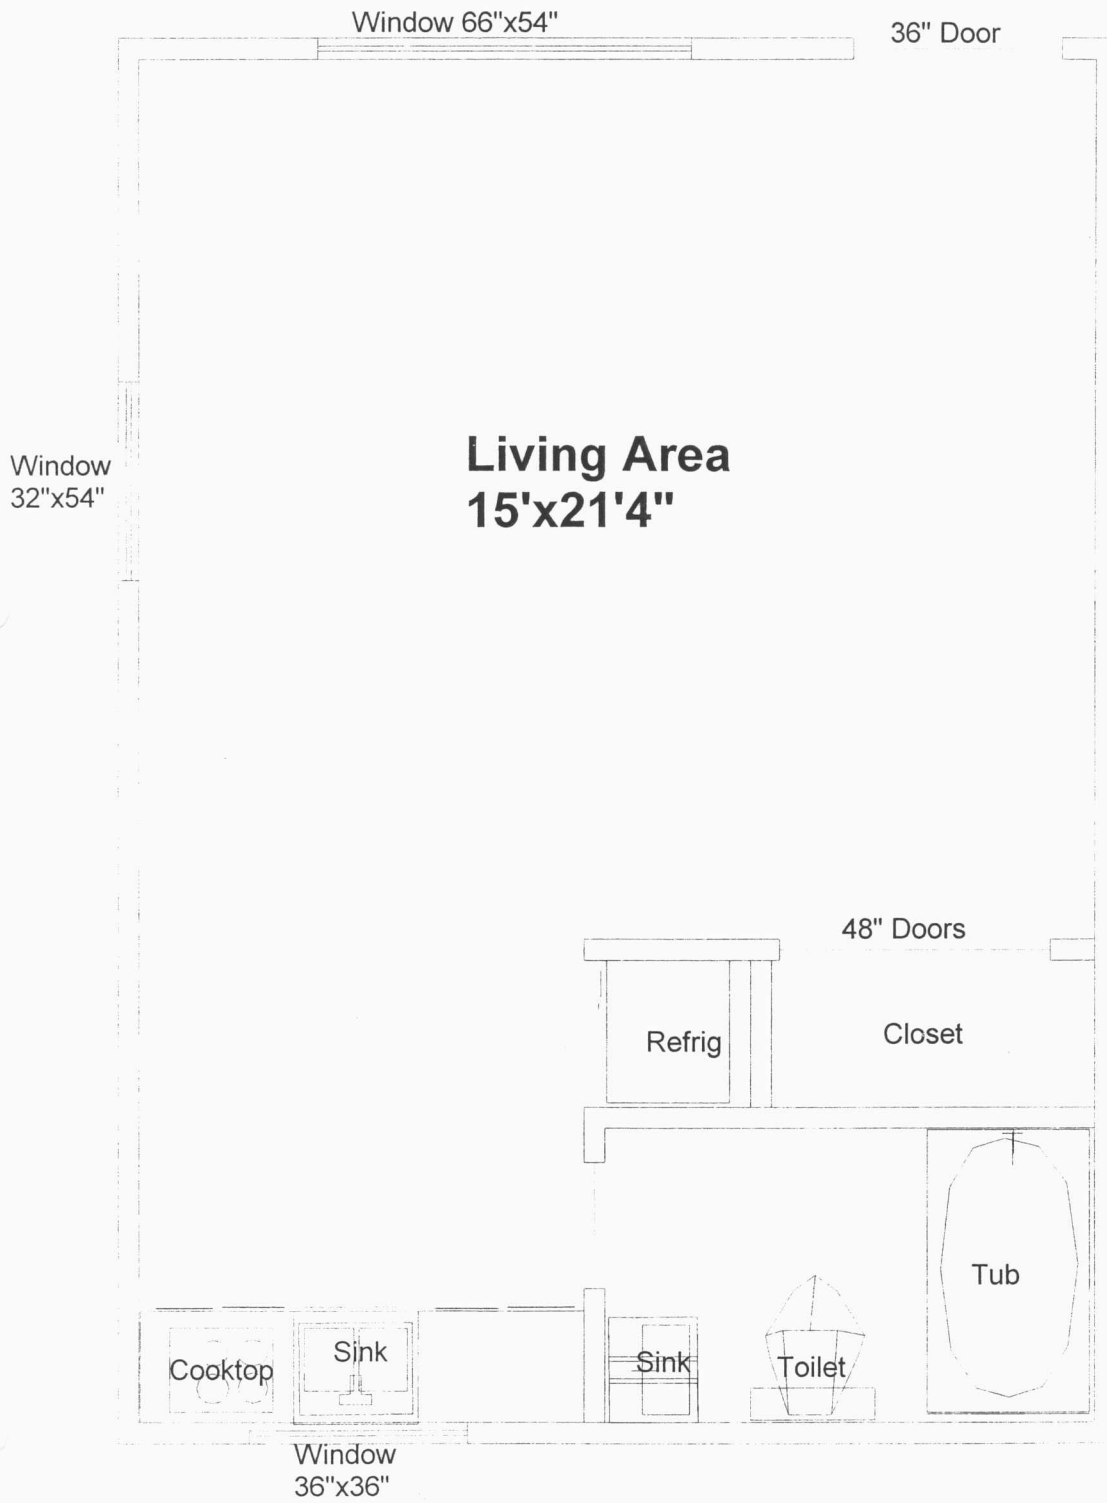 Window 66"x54"
36" Door
Window
32"x54"
Living Area
15'x21'4"
48" Doors
Refrig
Closet
Tub
Cooktop
Sink
Sink
Toilet
Window
36"x36"